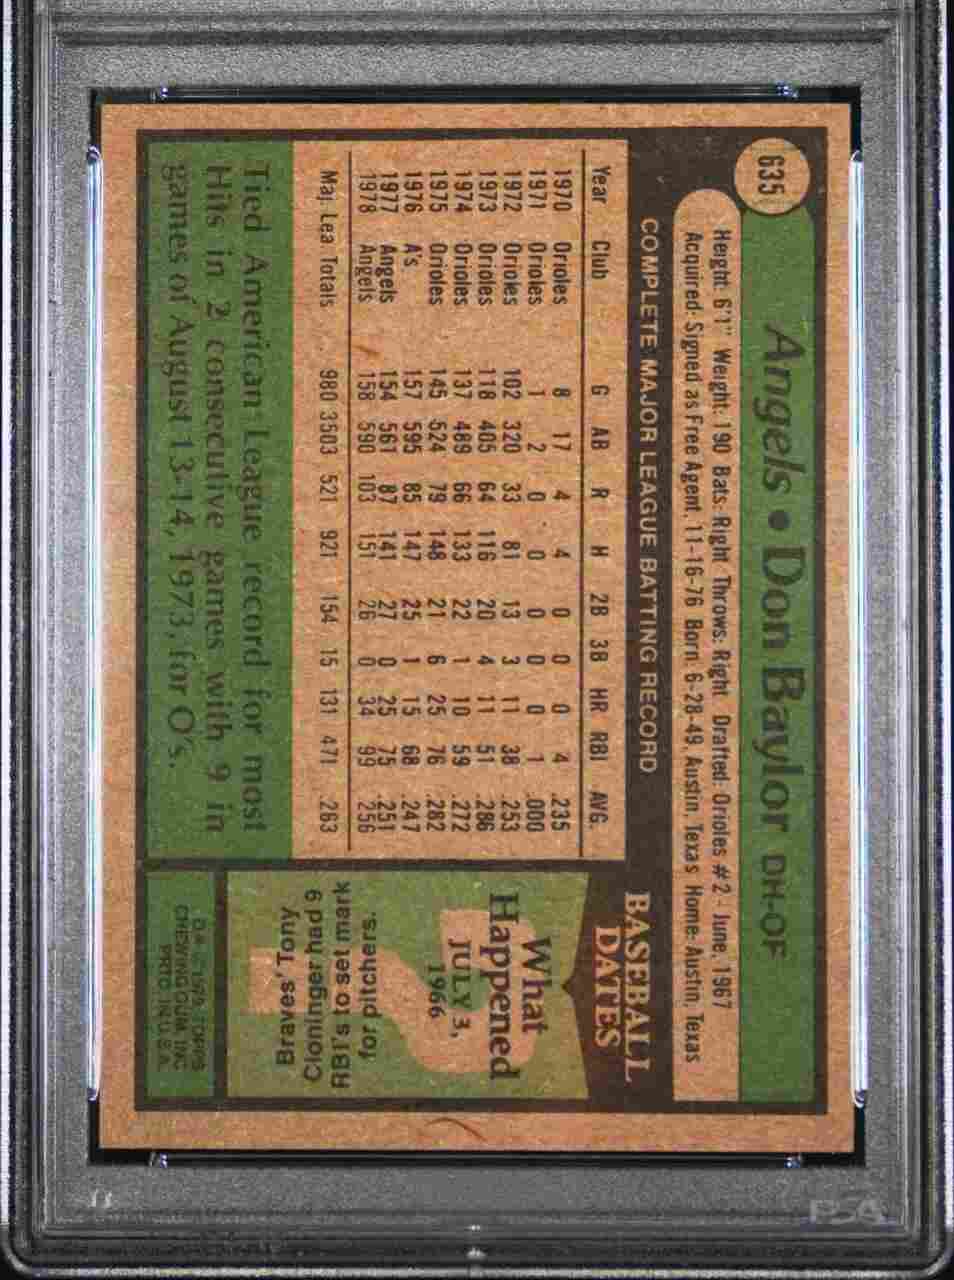 635
Angels • Don Baylor DH-OF
Height: 6'1" Weight: 190 Bats: Right Throws: Right Drafted: Orioles #2 - June, 1967
Acquired: Signed as Free Agent, 11-16-76 Born 6-28-49, Austin, Texas Home: Austin, Texas
COMPLETE MAJOR LEAGUE BATTING RECORD
Year Club G AB R H 2B 3B HR RBI AVG.
1970 Orioles 8 17 4 4 0 0 0 4 .235
1971 Orioles 1 2 0 0 0 0 0 1 .000
1972 Orioles 102 320 33 81 13 3 11 38 .253
1973 Orioles 118 405 64 116 20 4 11 51 .286
1974 Orioles 137 489 66 133 22 1 10 59 .272
1975 Orioles 145 524 79 148 21 6 25 76 .282
1976 A's 157 595 85 147 25 1 15 68 .247
1977 Angels 154 561 87 141 27 0 25 75 .251
1978 Angels 158 590 103 151 26 0 34 99 .256
Maj. Lea. Totals 980 3503 521 921 154 15 131 471 .263
Tied American League record for most
Hits in 2 consecutive games with 9 in
games of August 13-14, 1973, for O's.
BASEBALL
DATES
What
Happened
JULY 3,
1966
Braves' Tony
Cloninger had 9
RBI's to set mark
for pitchers.
© 1979 TOPPS
CHEWING GUM, INC.
PRTD. IN U.S.A.
PSA